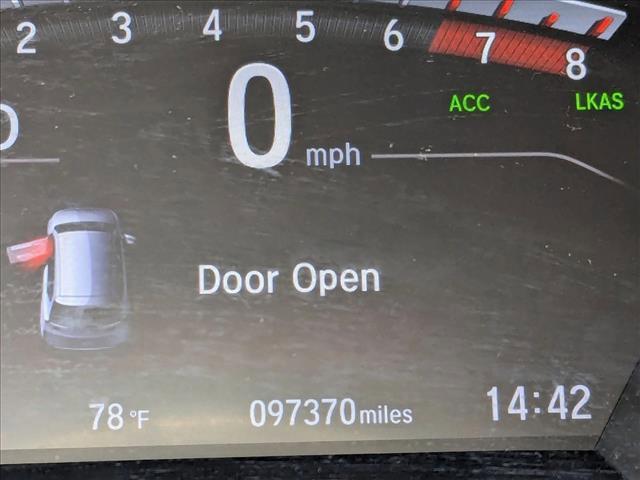 2 3 4 5 6 7 8
ACC LKAS
0 mph
Door Open
78 °F 097370 miles 14:42